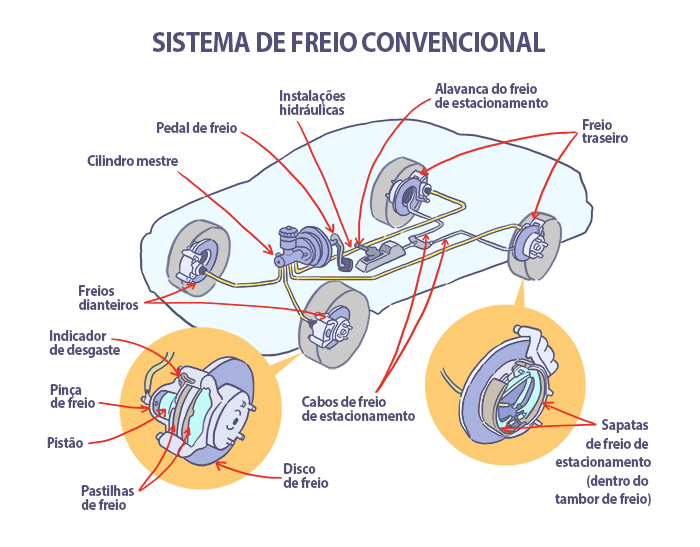 SISTEMA DE FREIO CONVENCIONAL
Alavanca do freio
de estacionamento
Instalações
hidráulicas
Pedal de freio
Freio
traseiro
Cilindro mestre
Freios
dianteiros
Indicador
de desgaste
Pinça
de freio
Pistão
Pastilhas
de freio
Disco
de freio
Cabos de freio
de estacionamento
Sapatas
de freio de
estacionamento
(dentro do
tambor de freio)